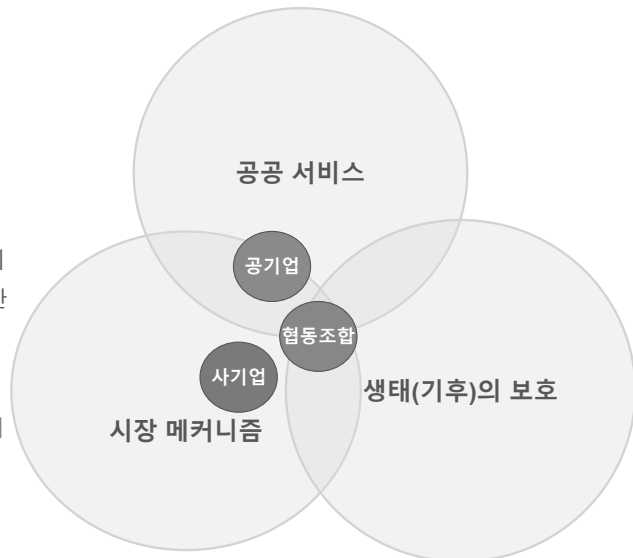 공공 서비스
공기업
협동조합
사기업
생태(기후)의 보호
시장 메커니즘